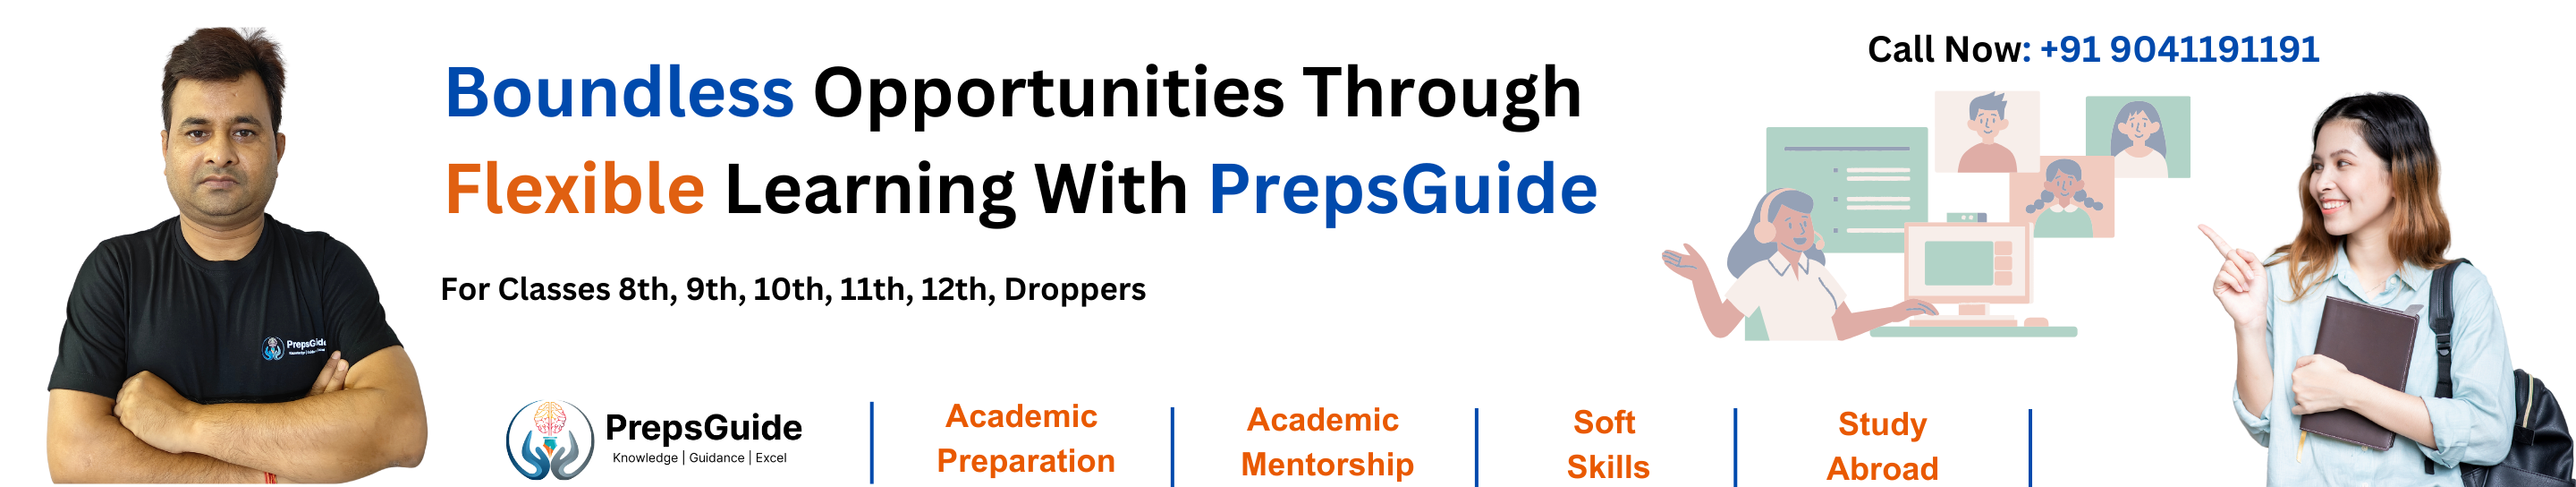 Call Now: +91 9041191191
Boundless Opportunities Through
Flexible Learning With PrepsGuide
For Classes 8th, 9th, 10th, 11th, 12th, Droppers
PrepsGuide
PrepsGuide
Knowledge | Guidance | Excel
Academic
Preparation
Academic
Mentorship
Soft
Skills
Study
Abroad